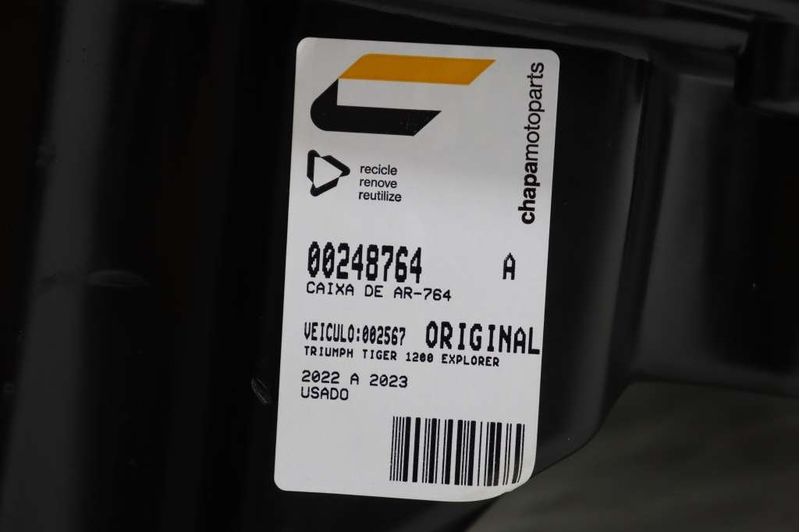 chapamotoparts
recicle
renove
reutilize
00248764 A
CAIXA DE AR-764
VEICULO:002567 ORIGINAL
TRIUMPH TIGER 1200 EXPLORER
2022 A 2023
USADO